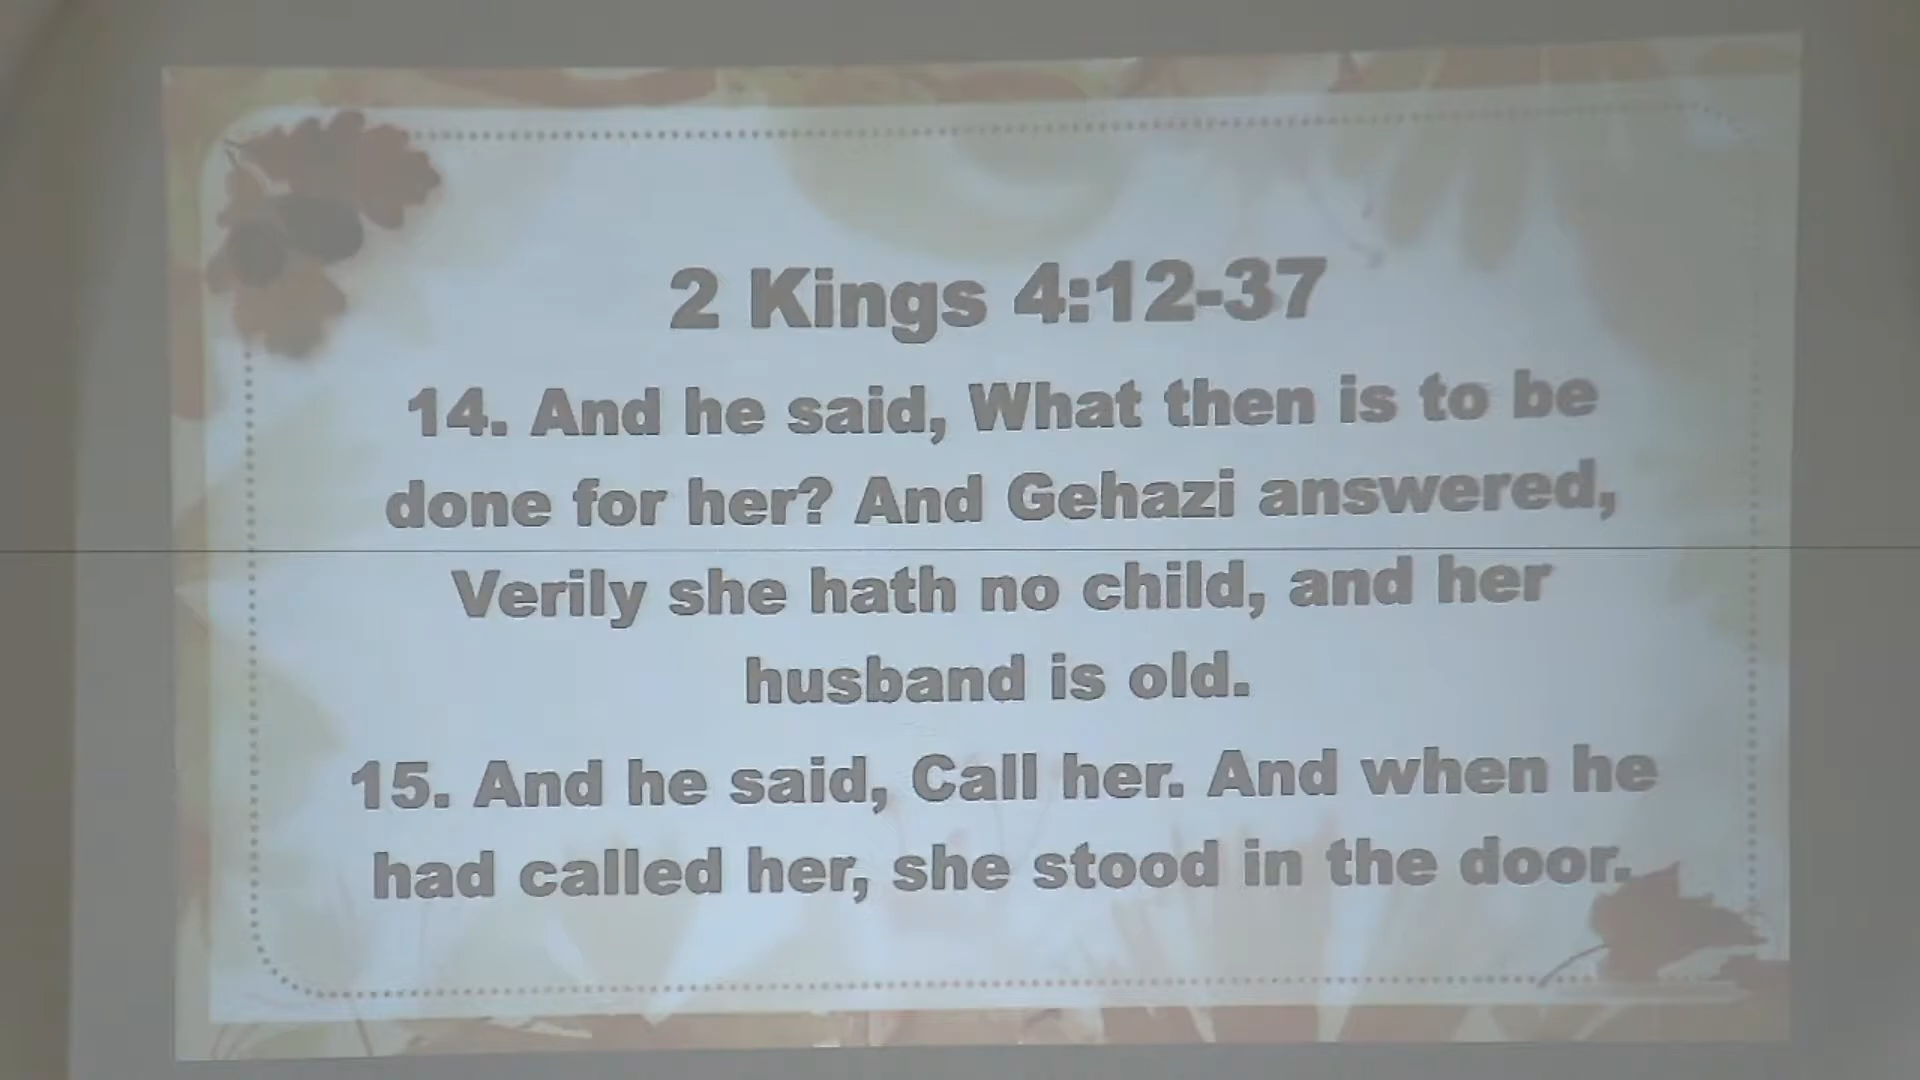 2 Kings 4:12-37
14. And he said, What then is to be
done for her? And Gehazi answered,
Verily she hath no child, and her
husband is old.
15. And he said, Call her. And when he
had called her, she stood in the door.